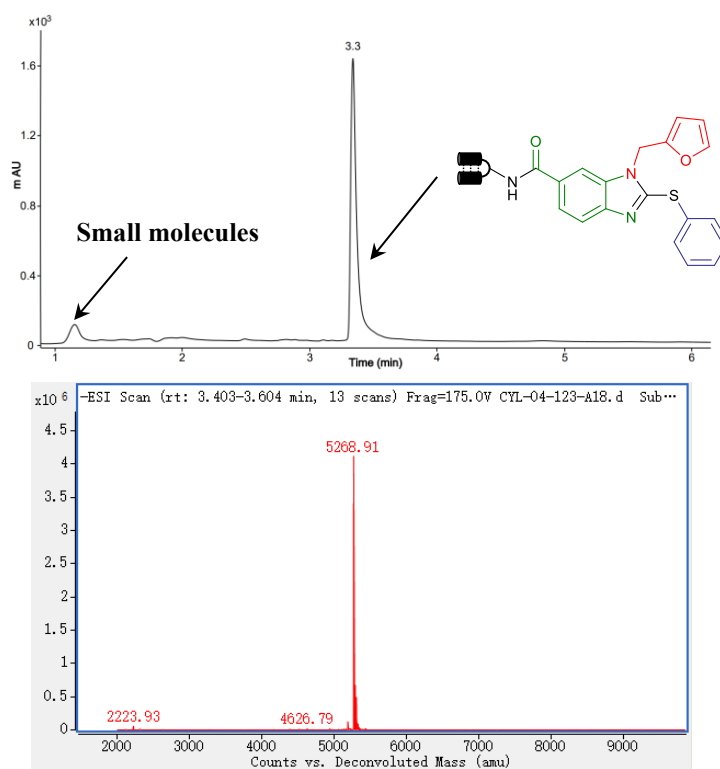 x10³
3.3
1.6
1.2
0.8
0.4
0
m AU
Small molecules
1 2 3 4 5 6
Time (min)
O
N
H
N
N
S
O
x10 6
-ESI Scan (rt: 3.403-3.604 min, 13 scans) Frag=175.0V CYL-04-123-A18.d Sub…
5268.91
4.5
4
3.5
3
2.5
2
1.5
1
0.5
0
2223.93
4626.79
2000 3000 4000 5000 6000 7000 8000 9000
Counts vs. Deconvoluted Mass (amu)